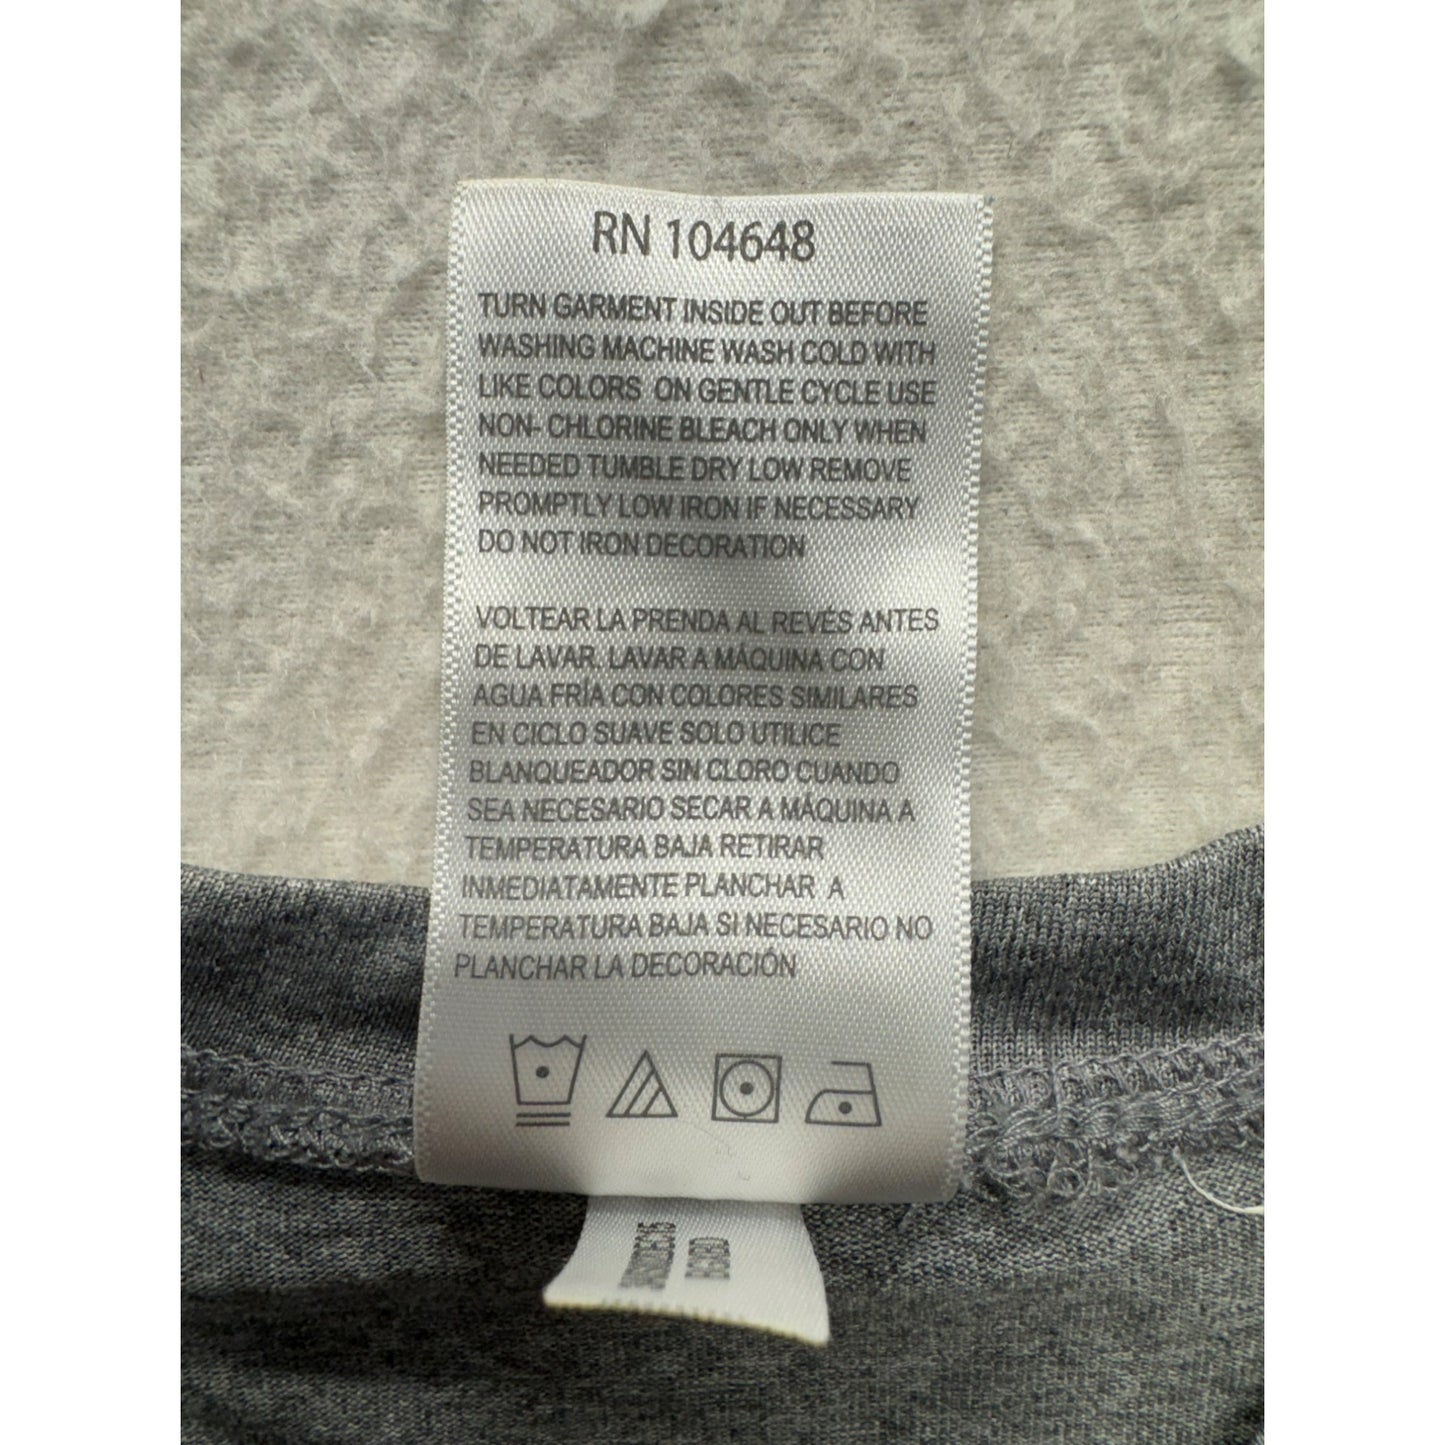 RN 104648
TURN GARMENT INSIDE OUT BEFORE
WASHING MACHINE WASH COLD WITH
LIKE COLORS ON GENTLE CYCLE USE
NON- CHLORINE BLEACH ONLY WHEN
NEEDED TUMBLE DRY LOW REMOVE
PROMPTLY LOW IRON IF NECESSARY
DO NOT IRON DECORATION
VOLTEAR LA PRENDA AL REVÉS ANTES
DE LAVAR. LAVAR A MÁQUINA CON
AGUA FRÍA CON COLORES SIMILARES
EN CICLO SUAVE SOLO UTILICE
BLANQUEADOR SIN CLORO CUANDO
SEA NECESARIO SECAR A MÁQUINA A
TEMPERATURA BAJA RETIRAR
INMEDIATAMENTE PLANCHAR A
TEMPERATURA BAJA SI NECESARIO NO
PLANCHAR LA DECORACIÓN